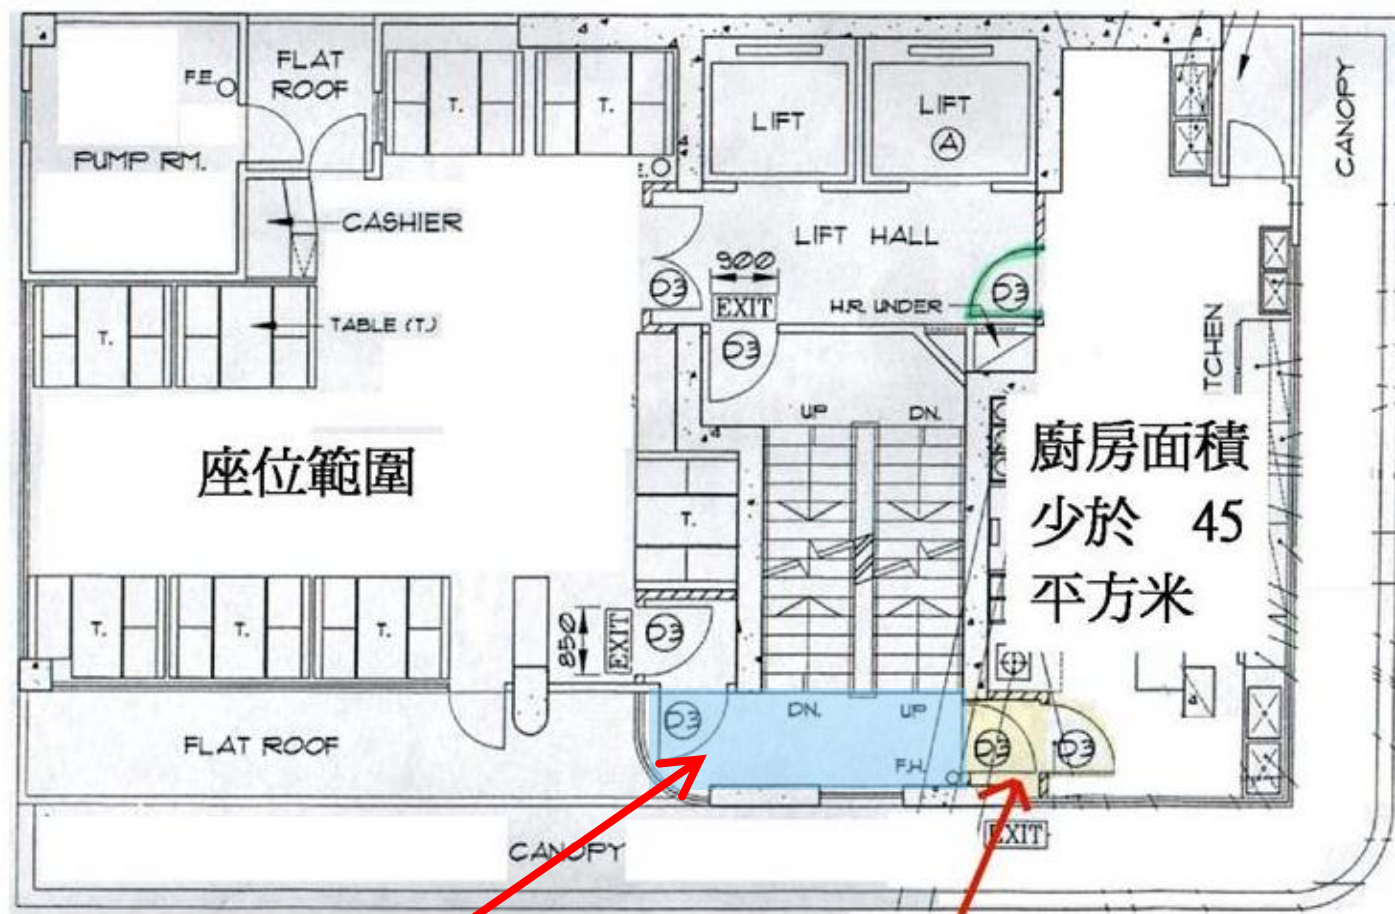 FLAT
ROOF
F.E.
PUMP RM.
T.
T.
LIFT
LIFT
A
CANOPY
CASHIER
LIFT HALL
D3
900
EXIT
H.R. UNDER
D3
TABLE (T.)
T.
D3
UP
DN.
座位範圍
T.
廚房面積
少於 45
平方米
T.
T.
T.
850
EXIT
D3
FLAT ROOF
D3
DN.
UP
F.H.
D3
D3
EXIT
CANOPY